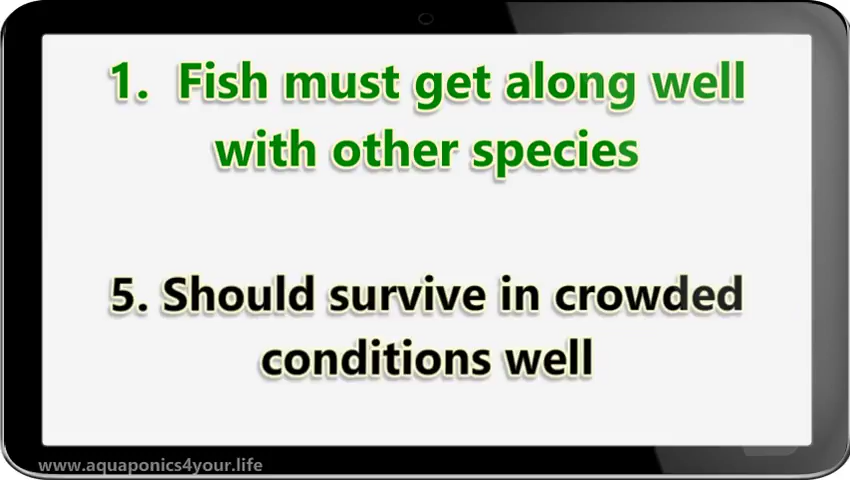 1. Fish must get along well
with other species
5. Should survive in crowded
conditions well
www.aquaponics4your.life